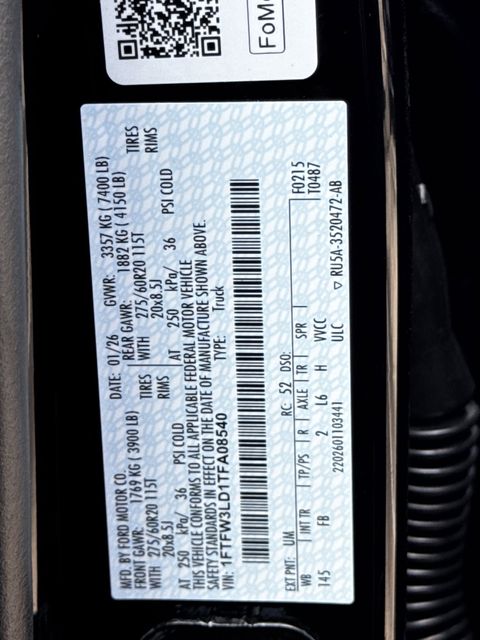 FoMo
MFD. BY FORD MOTOR CO. DATE: 01/26 GVWR: 3357 KG ( 7400 LB)
FRONT GAWR: 1769 KG ( 3900 LB) REAR GAWR: 1882 KG ( 4150 LB)
WITH 275/60R20 115T TIRES WITH 275/60R20 115T TIRES
20x8.5J RIMS 20x8.5J RIMS
AT 250 kPa/ 36 PSI COLD AT 250 kPa/ 36 PSI COLD
THIS VEHICLE CONFORMS TO ALL APPLICABLE FEDERAL MOTOR VEHICLE
SAFETY STANDARDS IN EFFECT ON THE DATE OF MANUFACTURE SHOWN ABOVE.
VIN: 1FTFW3LD1TFA08540 TYPE: Truck
F0215
T0487
EXT PNT: UM RC: 52 DSO:
WB INT TR TP/PS R AXLE TR SPR
145 FB 2 L6 H VVCC
2202601103441 ULC ▽ RU5A-3520472-AB